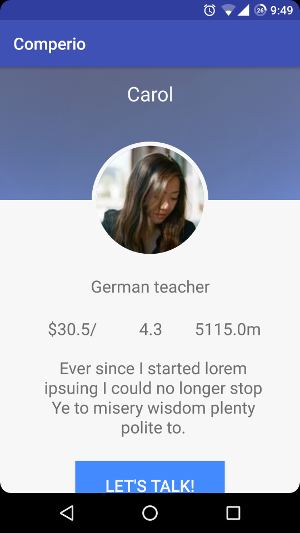 26 9:49
Comperio
Carol
German teacher
$30.5/ 4.3 5115.0m
Ever since I started lorem
ipsuing I could no longer stop
Ye to misery wisdom plenty
polite to.
LET'S TALK!